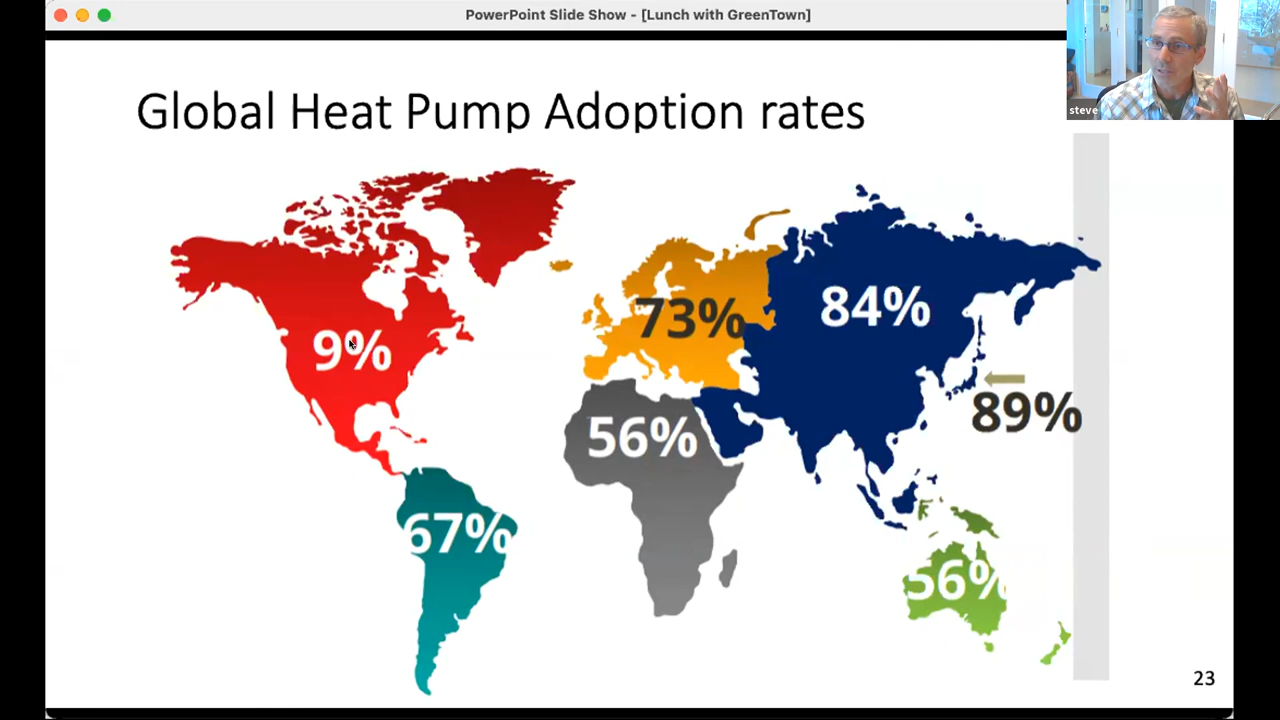 PowerPoint Slide Show - [Lunch with GreenTown]
steve
Global Heat Pump Adoption rates
9%
73%
84%
89%
56%
67%
56%
23